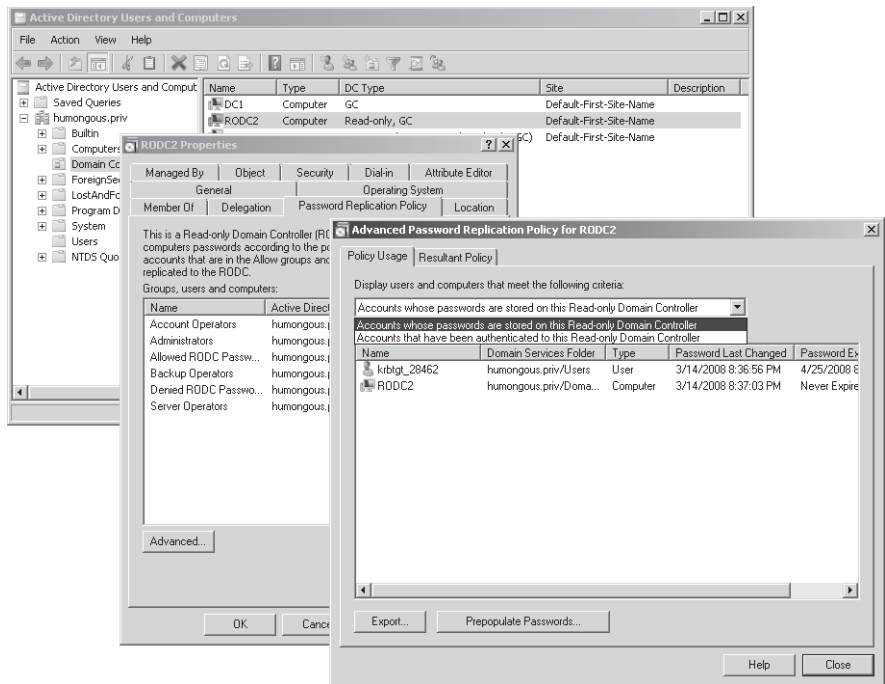 Active Directory Users and Computers
File Action View Help
Active Directory Users and Comput
Saved Queries
humongous.priv
Builtin
Computers
Domain Co
ForeignSe
LostAndFo
Program D
System
Users
NTDS Quo
Name Type DC Type Site Description
DC1 Computer GC Default-First-Site-Name
RODC2 Computer Read-only, GC Default-First-Site-Name
GC) Default-First-Site-Name
RODC2 Properties
Managed By Object Security Dial-in Attribute Editor
General Operating System
Member Of Delegation Password Replication Policy Location
This is a Read-only Domain Controller (RO
computers passwords according to the po
accounts that are in the Allow groups and
replicated to the RODC.
Groups, users and computers:
Name Active Direct
Account Operators humongous.p
Administrators humongous.p
Allowed RODC Passw... humongous.p
Backup Operators humongous.p
Denied RODC Passwo... humongous.p
Server Operators humongous.p
Advanced...
OK Cance
Advanced Password Replication Policy for RODC2
Policy Usage Resultant Policy
Display users and computers that meet the following criteria:
Accounts whose passwords are stored on this Read-only Domain Controller
Accounts whose passwords are stored on this Read-only Domain Controller
Accounts that have been authenticated to this Read-only Domain Controller
Name Domain Services Folder Type Password Last Changed Password Ex
krbtgt_28462 humongous.priv/Users User 3/14/2008 8:36:56 PM 4/25/2008 8
RODC2 humongous.priv/Doma... Computer 3/14/2008 8:37:03 PM Never Expire
Export... Prepopulate Passwords...
Help Close